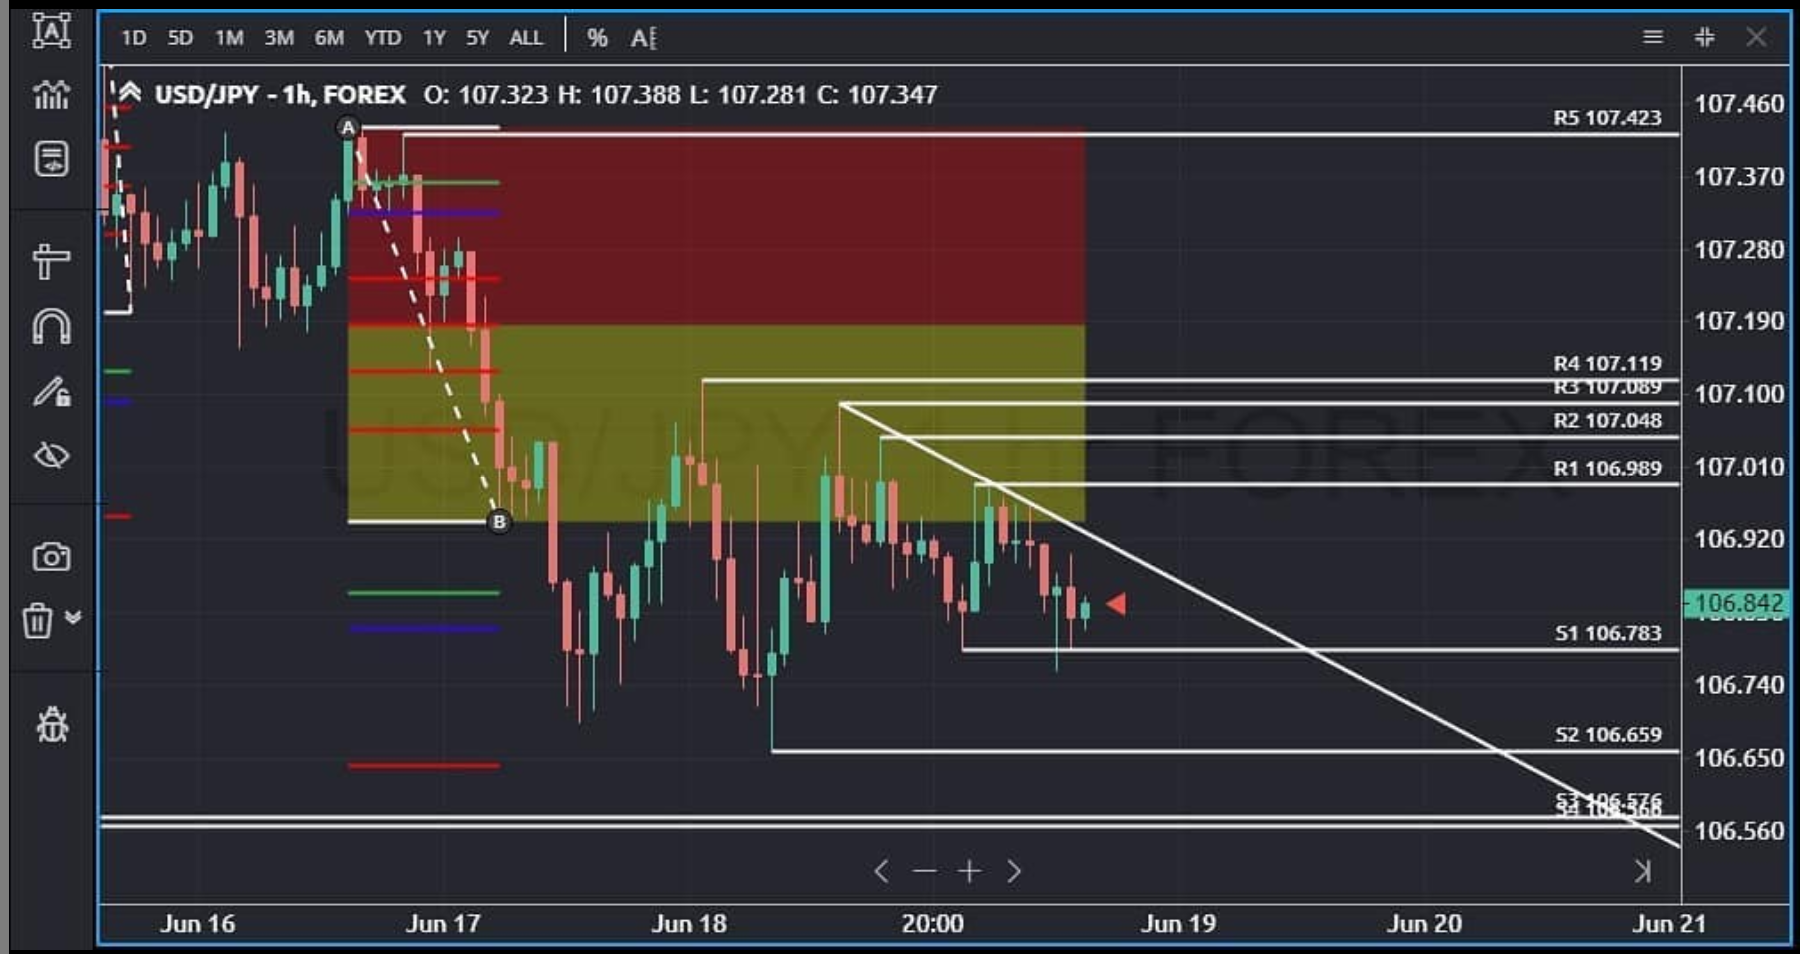 1D 5D 1M 3M 6M YTD 1Y 5Y ALL % A
USD/JPY - 1h, FOREX O: 107.323 H: 107.388 L: 107.281 C: 107.347
A
B
R5 107.423
R4 107.119
R3 107.089
R2 107.048
R1 106.989
S1 106.783
S2 106.659
S3 106.576
S4 106.566
USD/JPY 1h FOREX
107.460
107.370
107.280
107.190
107.100
107.010
106.920
106.842
106.740
106.650
106.560
Jun 16 Jun 17 Jun 18 20:00 Jun 19 Jun 20 Jun 21